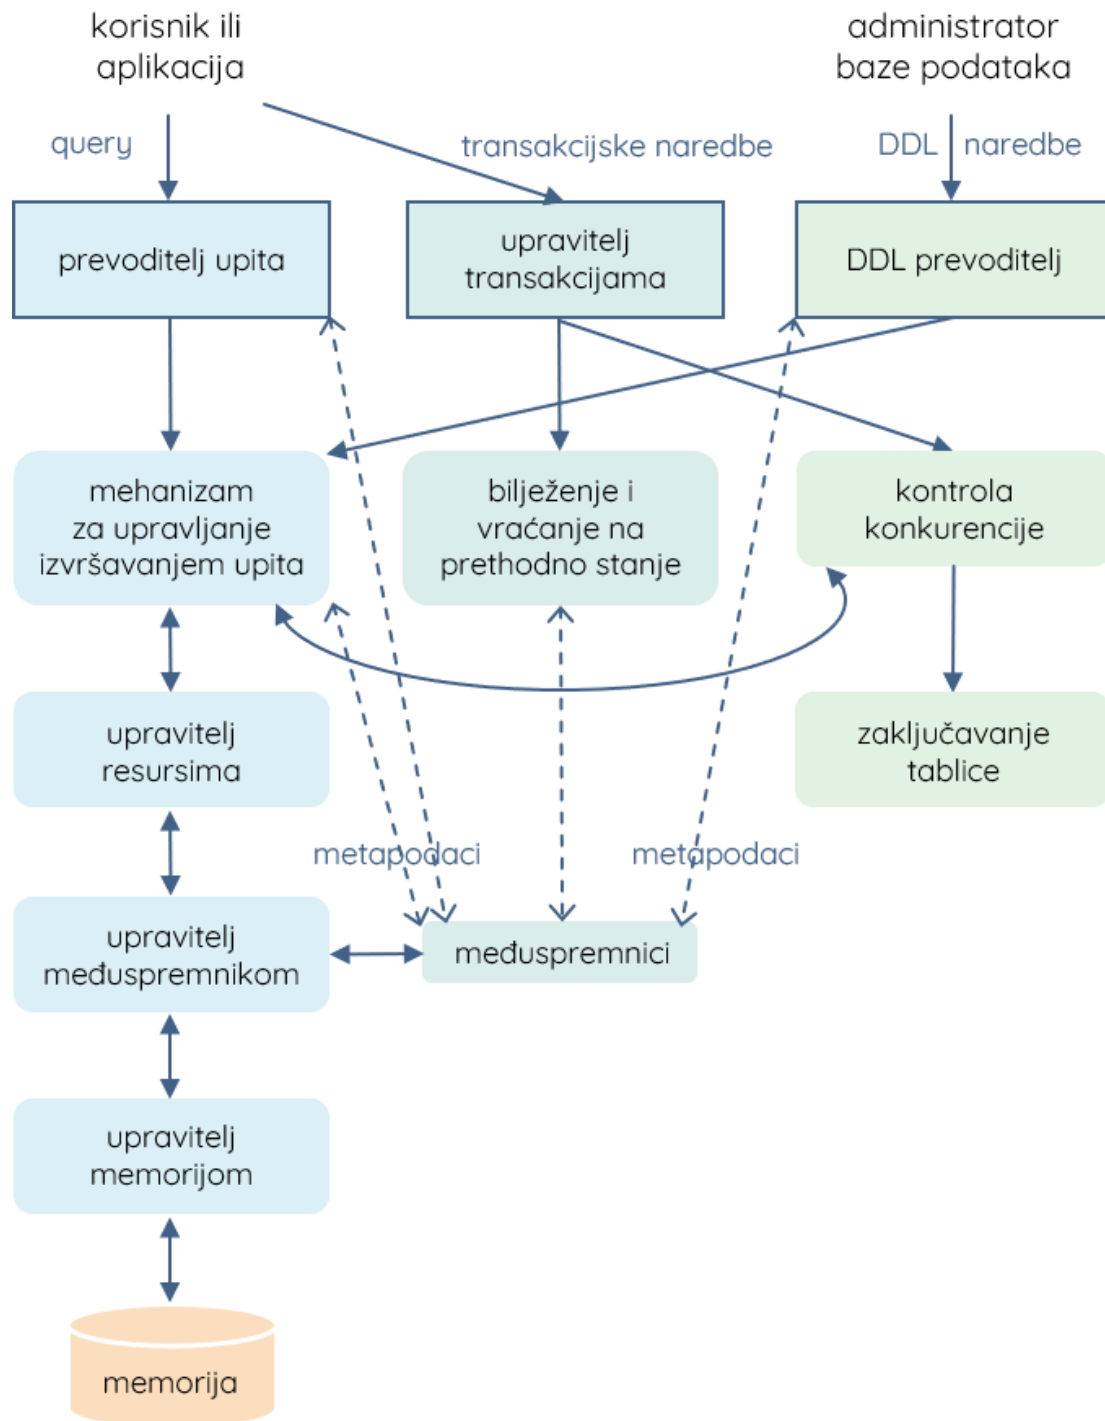 korisnik ili
aplikacija
administrator
baze podataka
query
transakcijske naredbe
DDL naredbe
prevoditelj upita
upravitelj
transakcijama
DDL prevoditelj
mehanizam
za upravljanje
izvršavanjem upita
bilježenje i
vraćanje na
prethodno stanje
kontrola
konkurencije
upravitelj
resursima
zaključavanje
tablice
metapodaci
metapodaci
upravitelj
međuspremnikom
međuspremnici
upravitelj
memorijom
memorija